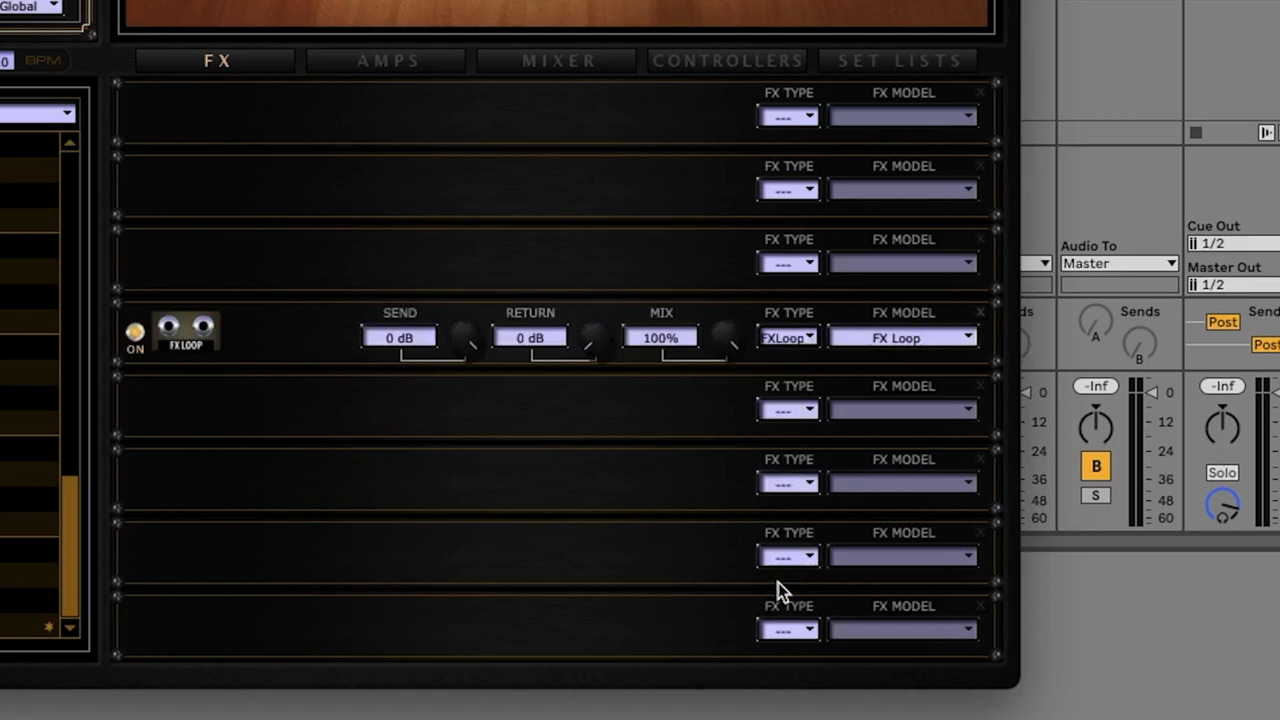 Global
0 BPM
FX AMPS MIXER CONTROLLERS SET LISTS
FX TYPE FX MODEL X
---
FX TYPE FX MODEL X
---
FX TYPE FX MODEL X
---
ON
FX LOOP
SEND RETURN MIX FX TYPE FX MODEL X
0 dB 0 dB 100% FXLoop FX Loop
FX TYPE FX MODEL X
---
FX TYPE FX MODEL X
---
FX TYPE FX MODEL X
---
FX TYPE FX MODEL X
---
*
Audio To
Master
Cue Out
1/2
Master Out
1/2
ds Sends Send
A B
Post
Post
-Inf -Inf
0 0
12 12
24 24
36 36
48 48
60 60
B
S
Solo